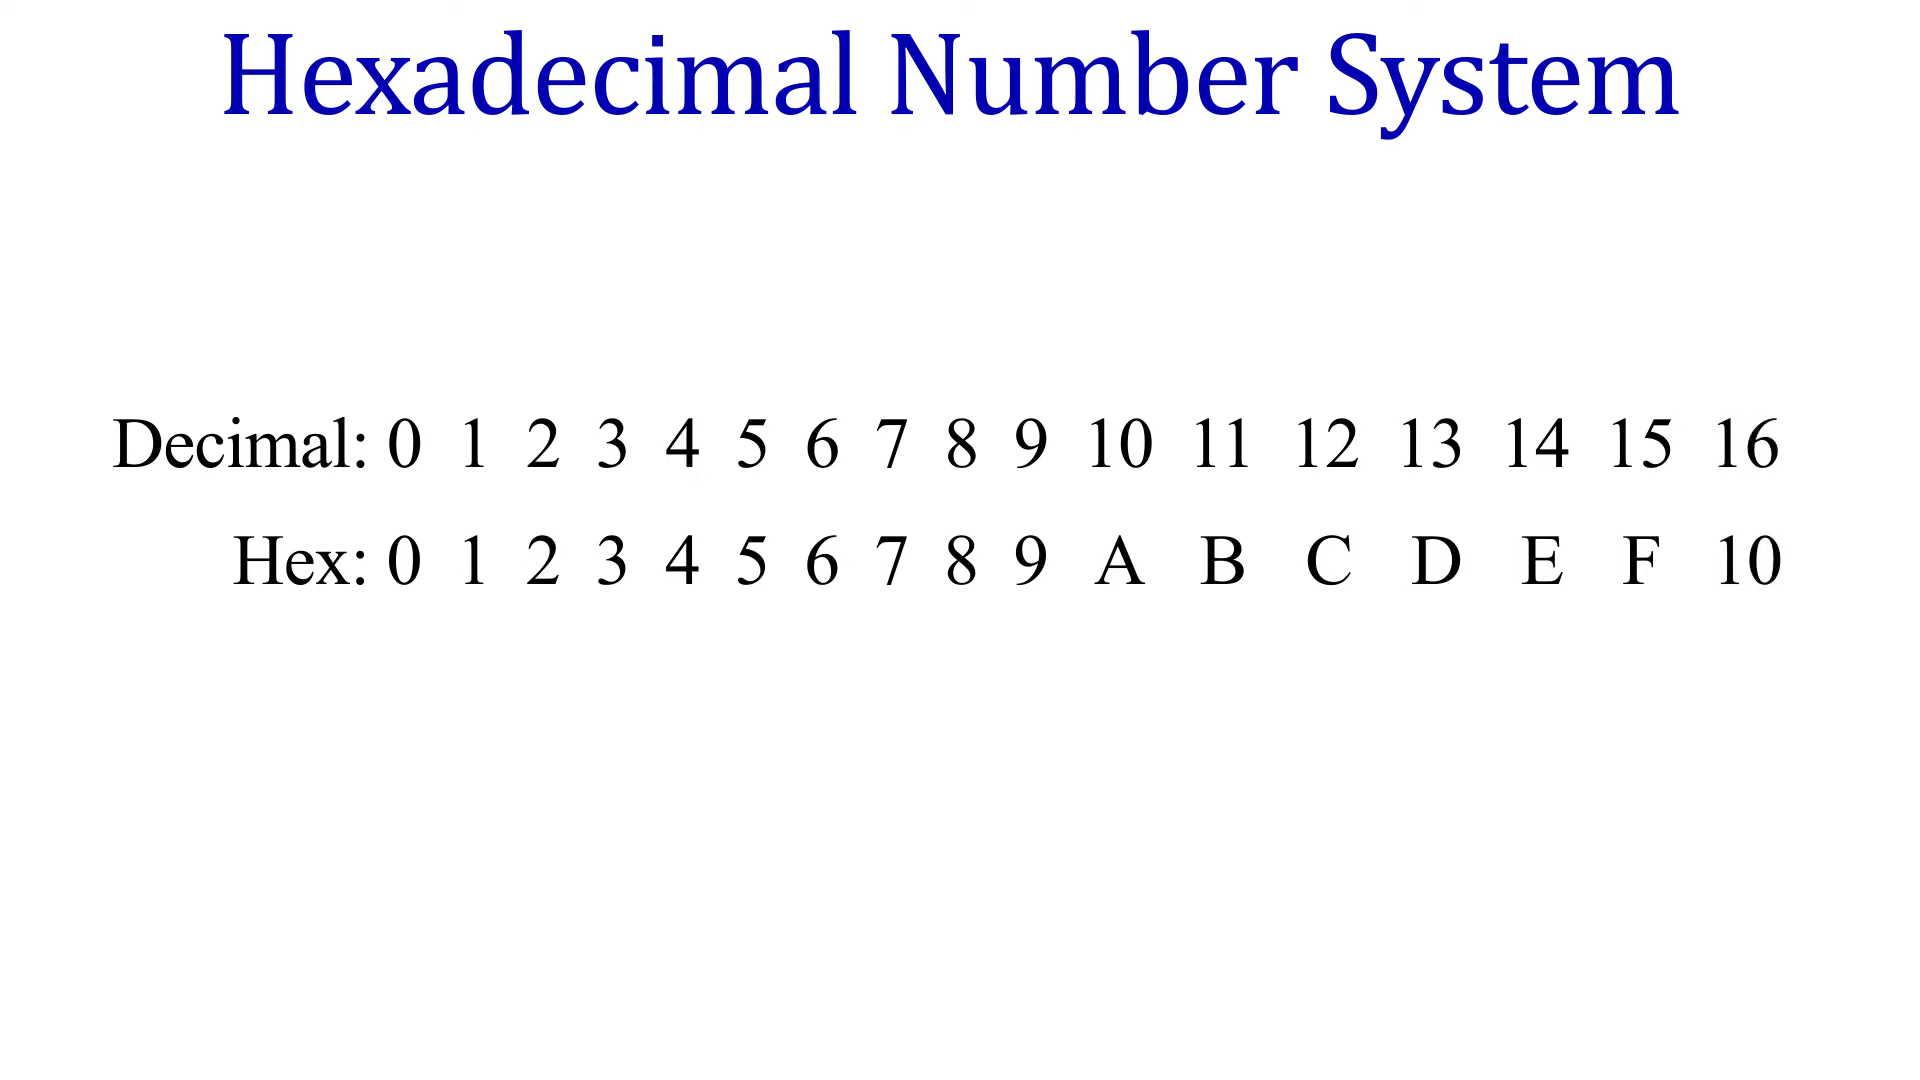 Hexadecimal Number System
Decimal: 0 1 2 3 4 5 6 7 8 9 10 11 12 13 14 15 16
Hex: 0 1 2 3 4 5 6 7 8 9 A B C D E F 10